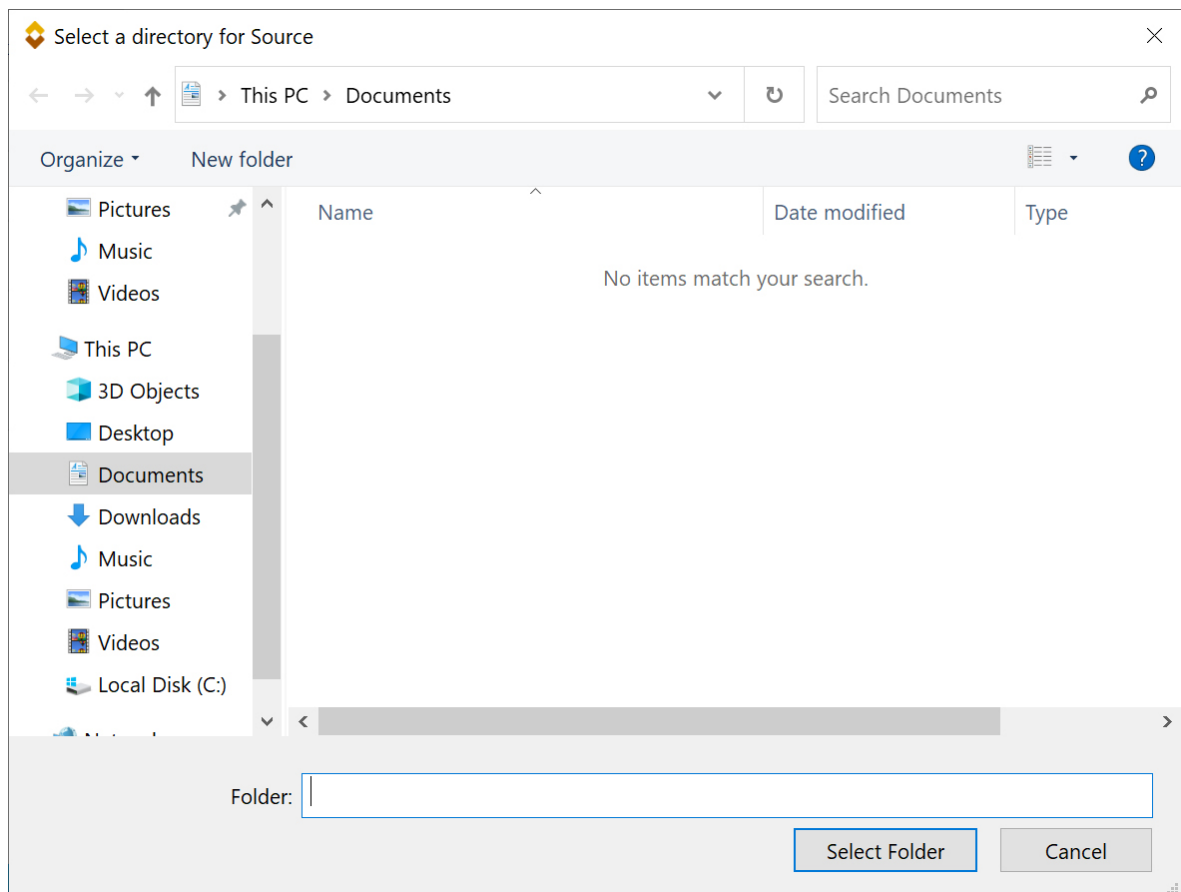 Select a directory for Source
This PC > Documents
Search Documents
Organize
New folder
?
Name
Date modified
Type
No items match your search.
Pictures
Music
Videos
This PC
3D Objects
Desktop
Documents
Downloads
Music
Pictures
Videos
Local Disk (C:)
Folder:
Select Folder
Cancel